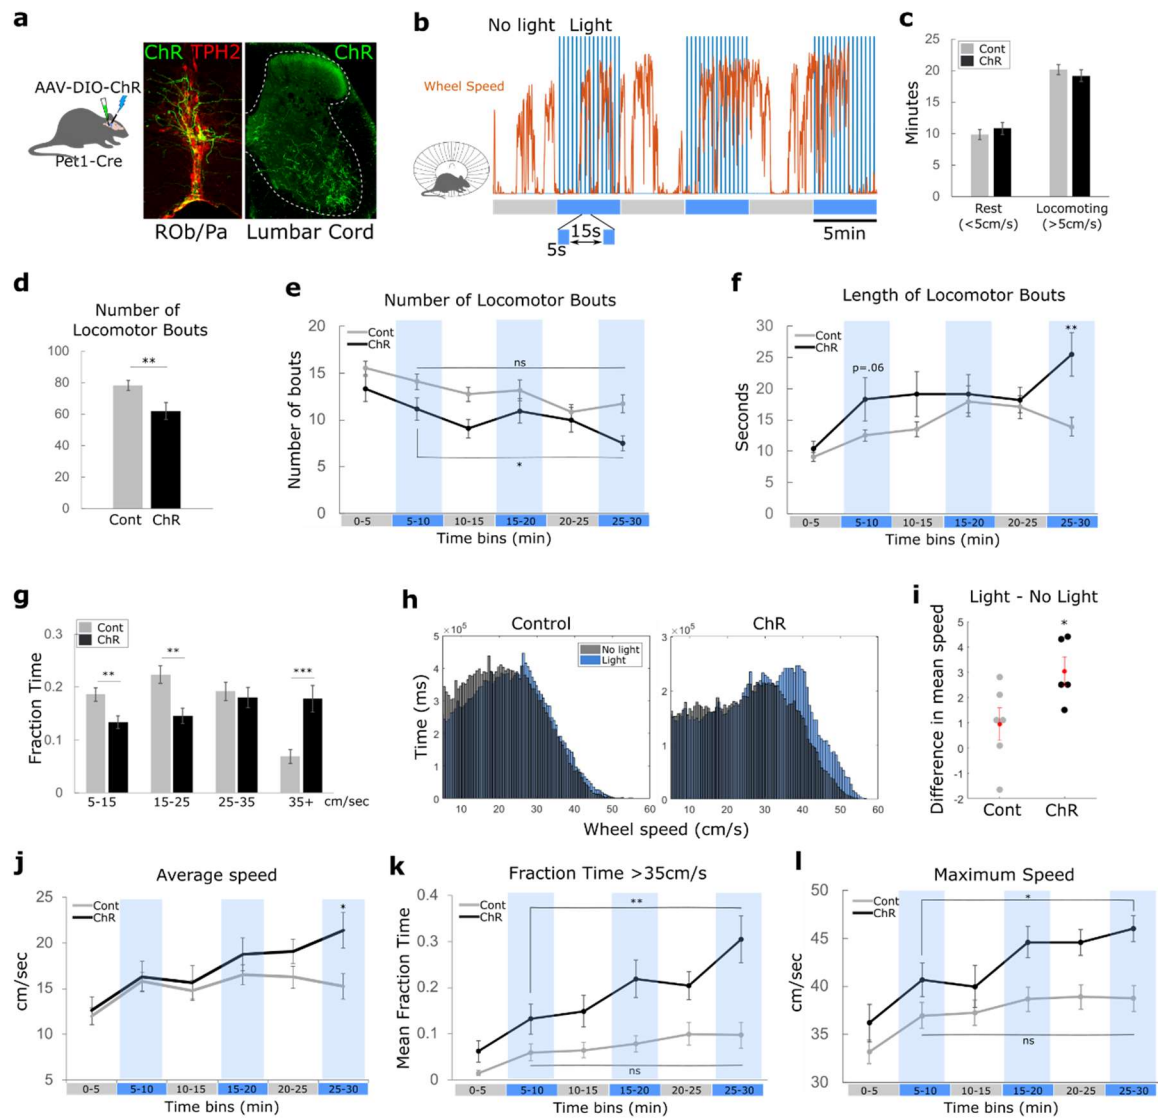 a
ChR TPH2
ChR
AAV-DIO-ChR
Pet1-Cre
ROb/Pa
Lumbar Cord
b
No light
Light
Wheel Speed
5s
15s
5min
c
Minutes
25
20
15
10
5
0
Cont
ChR
Rest
(<5cm/s)
Locomoting
(>5cm/s)
d
Number of
Locomotor Bouts
100
80
60
40
20
0
**
Cont ChR
e
Number of Locomotor Bouts
Number of bouts
20
15
10
5
0
Cont
ChR
ns
*
0-5 5-10 10-15 15-20 20-25 25-30
Time bins (min)
f
Length of Locomotor Bouts
Seconds
30
25
20
15
10
5
0
Cont
ChR
p=.06
**
0-5 5-10 10-15 15-20 20-25 25-30
Time bins (min)
g
Fraction Time
0.3
0.2
0.1
0
Cont
ChR
**
**
***
5-15 15-25 25-35 35+ cm/sec
h
Control
ChR
×10⁵
5
4
3
2
1
0
Time (ms)
No light
Light
10 20 30 40 50 60
×10⁵
3
2
1
0
10 20 30 40 50 60
Wheel speed (cm/s)
i
Light - No Light
Difference in mean speed
5
4
3
2
1
0
-1
-2
*
Cont ChR
j
Average speed
cm/sec
25
20
15
10
5
Cont
ChR
*
0-5 5-10 10-15 15-20 20-25 25-30
Time bins (min)
k
Fraction Time >35cm/s
Mean Fraction Time
0.4
0.3
0.2
0.1
0
Cont
ChR
**
ns
0-5 5-10 10-15 15-20 20-25 25-30
Time bins (min)
l
Maximum Speed
cm/sec
50
45
40
35
30
Cont
ChR
*
ns
0-5 5-10 10-15 15-20 20-25 25-30
Time bins (min)